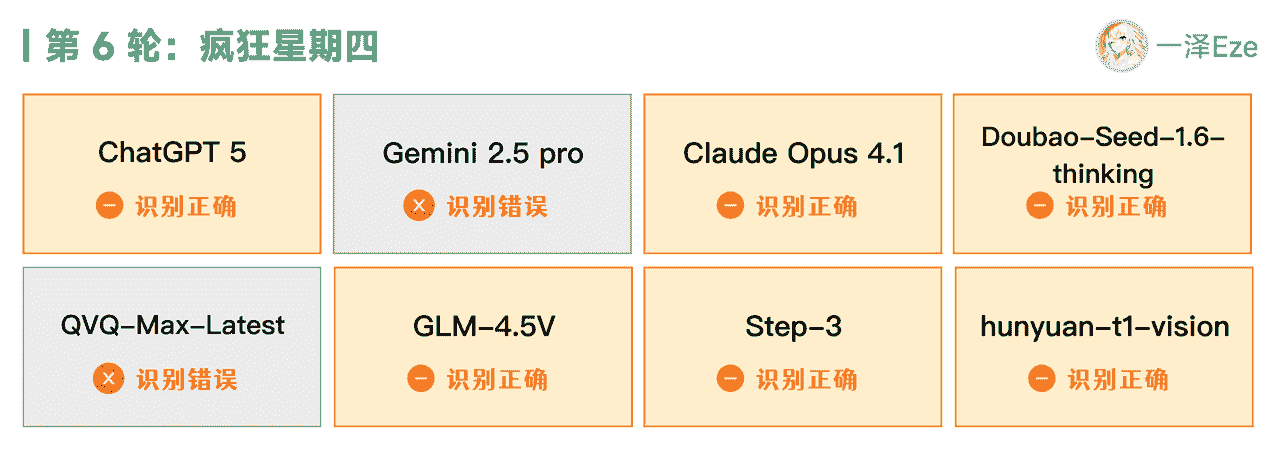 第 6 轮：疯狂星期四
一泽Eze
ChatGPT 5
识别正确
Gemini 2.5 pro
识别错误
Claude Opus 4.1
识别正确
Doubao-Seed-1.6-
thinking
识别正确
QVQ-Max-Latest
识别错误
GLM-4.5V
识别正确
Step-3
识别正确
hunyuan-t1-vision
识别正确